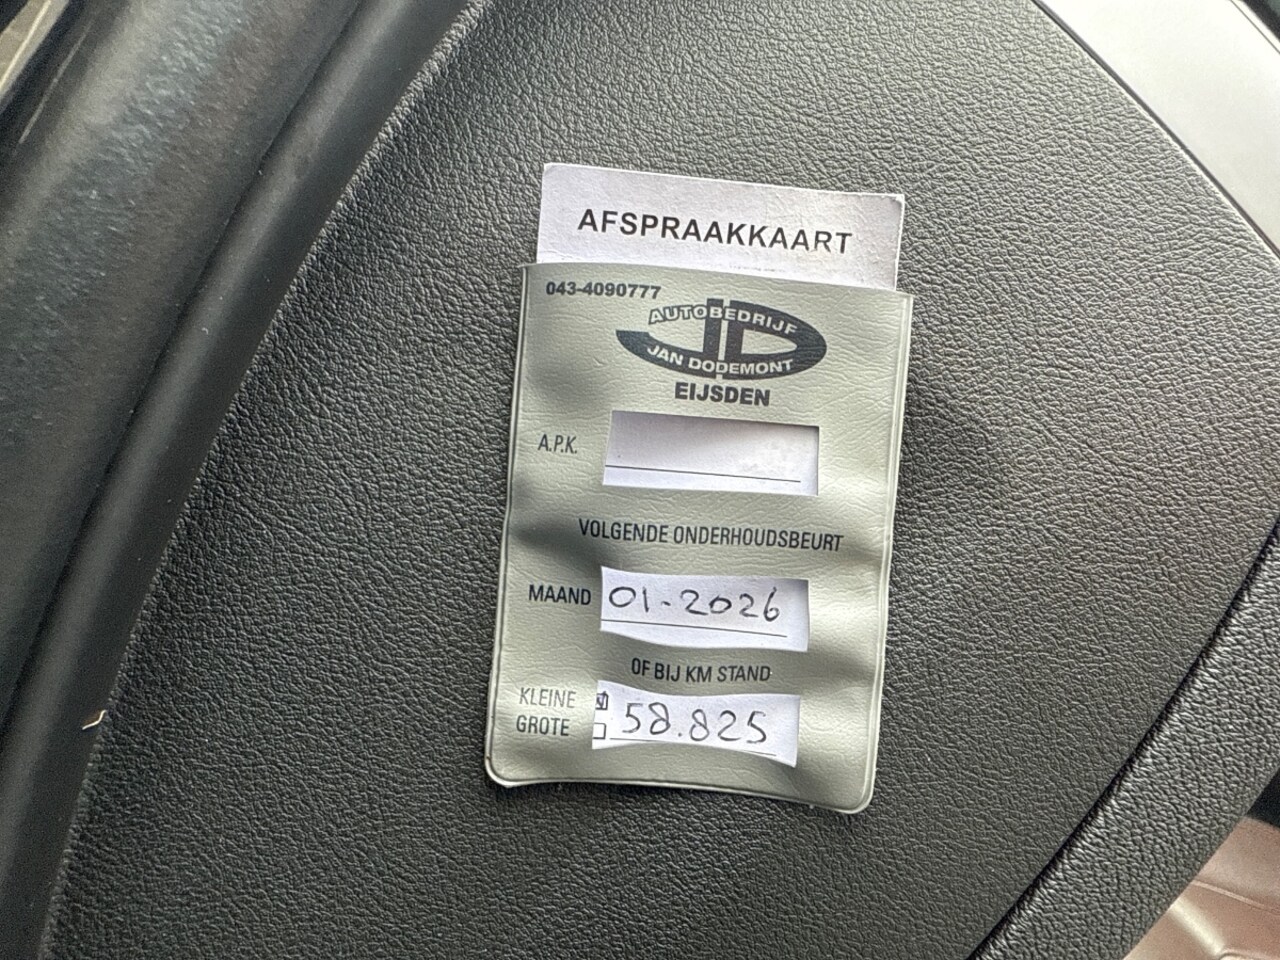 AFSPRAAKKAART
043-4090777
AUTOBEDRIJF
JD
JAN DODEMONT
EIJSDEN
A.P.K.
VOLGENDE ONDERHOUDSBEURT
MAAND 01-2026
OF BIJ KM STAND
KLEINE
GROTE 58.825